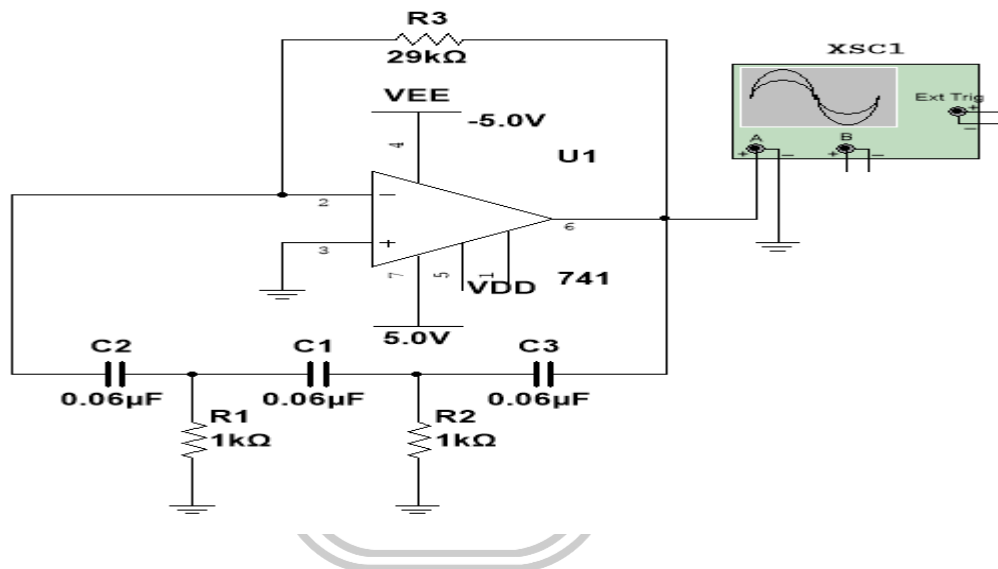 R3
29kΩ
XSC1
VEE
-5.0V
Ext Trig
+
-
4
U1
A
B
+
-
+
-
2
-
6
3
+
7
5
1
VDD
741
5.0V
C2
C1
C3
0.06µF
0.06µF
0.06µF
R1
1kΩ
R2
1kΩ